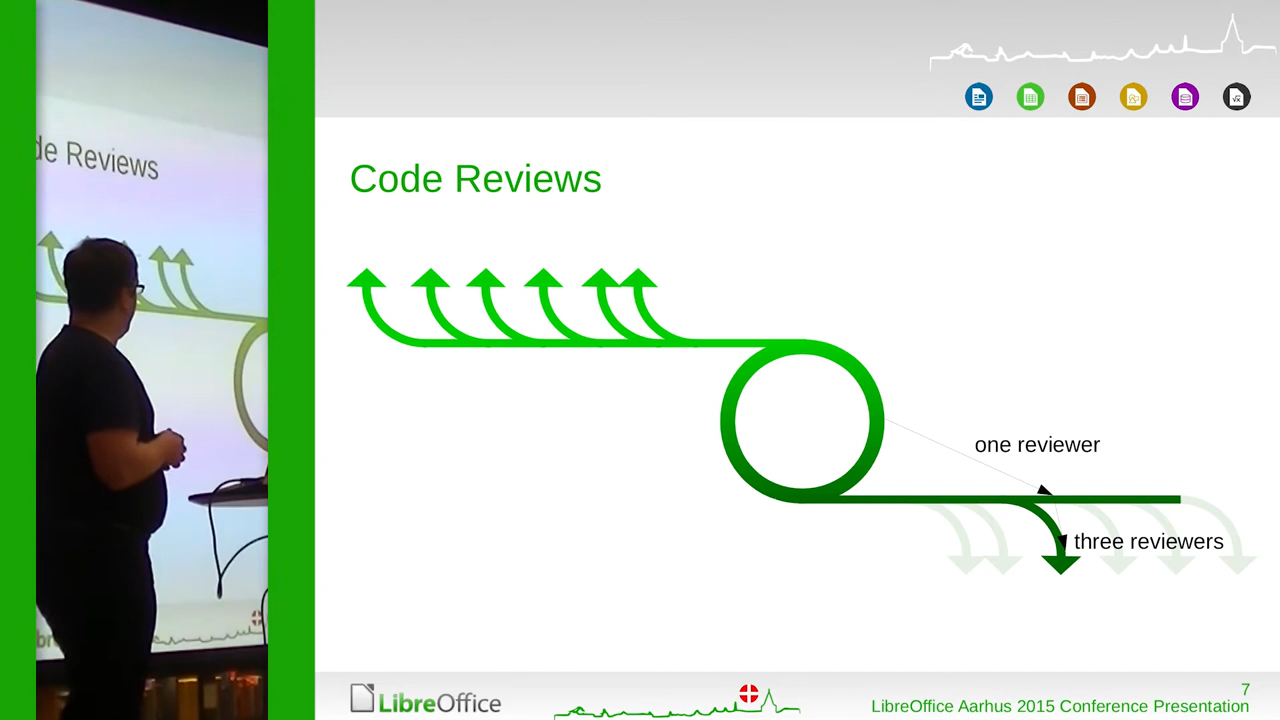 de Reviews
Code Reviews
one reviewer
three reviewers
LibreOffice
7
LibreOffice Aarhus 2015 Conference Presentation